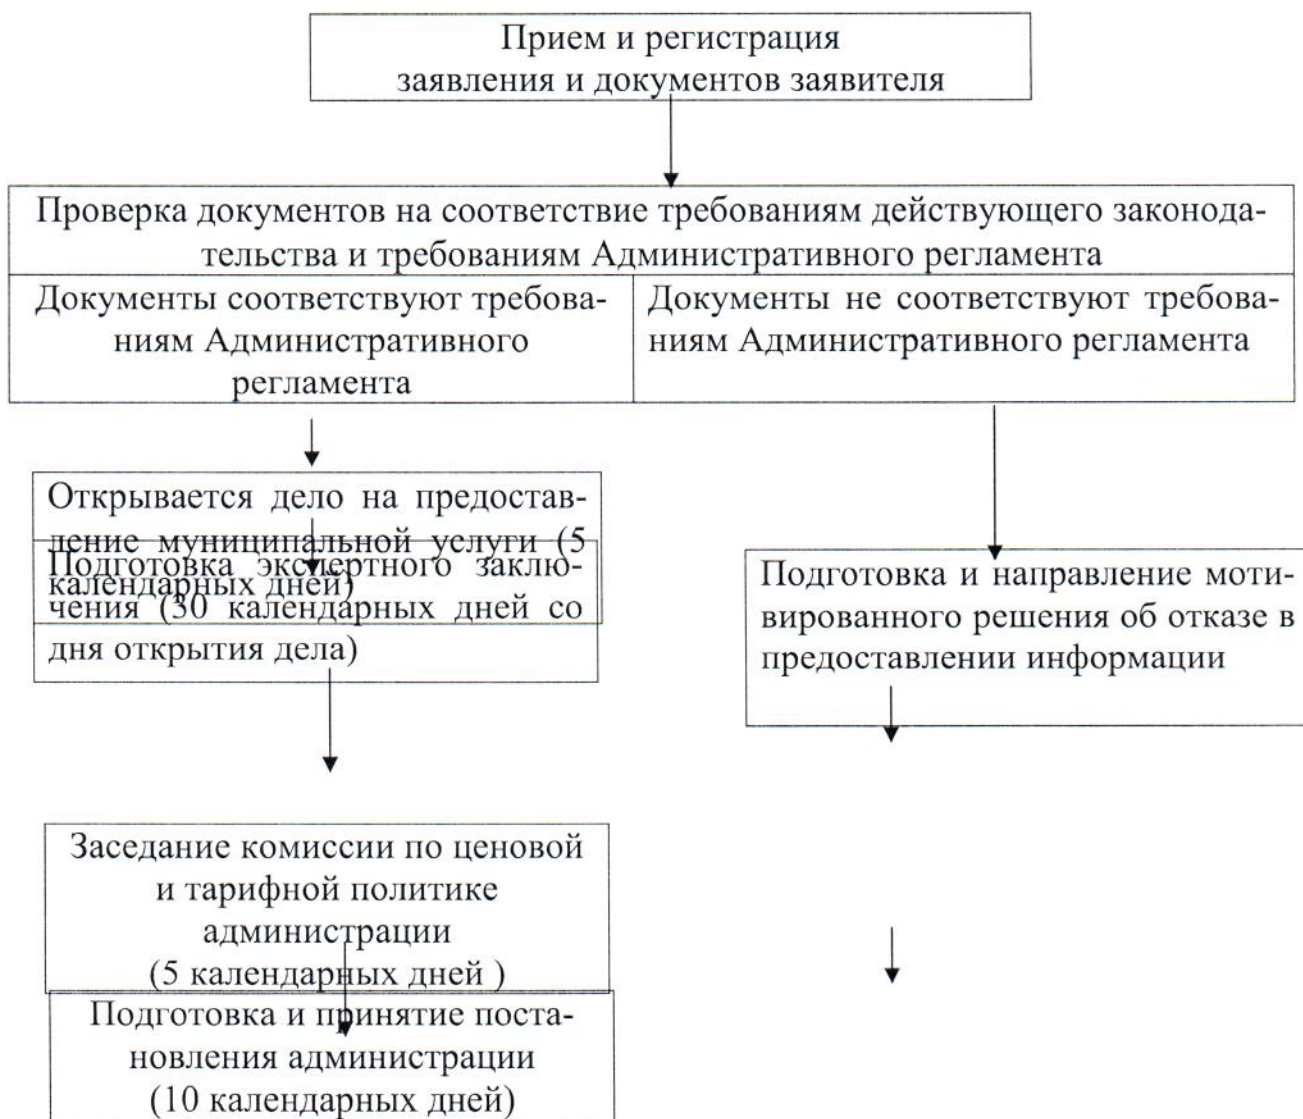 Прием и регистрация
заявления и документов заявителя
Проверка документов на соответствие требованиям действующего законода-
тельства и требованиям Административного регламента
Документы соответствуют требова-
ниям Административного
регламента
Документы не соответствуют требова-
ниям Административного регламента
Открывается дело на предостав-
ление муниципальной услуги (5
календарных дней)
Подготовка экспертного заклю-
чения (30 календарных дней со
дня открытия дела)
Подготовка и направление моти-
вированного решения об отказе в
предоставлении информации
Заседание комиссии по ценовой
и тарифной политике
администрации
(5 календарных дней )
Подготовка и принятие поста-
новления администрации
(10 календарных дней)